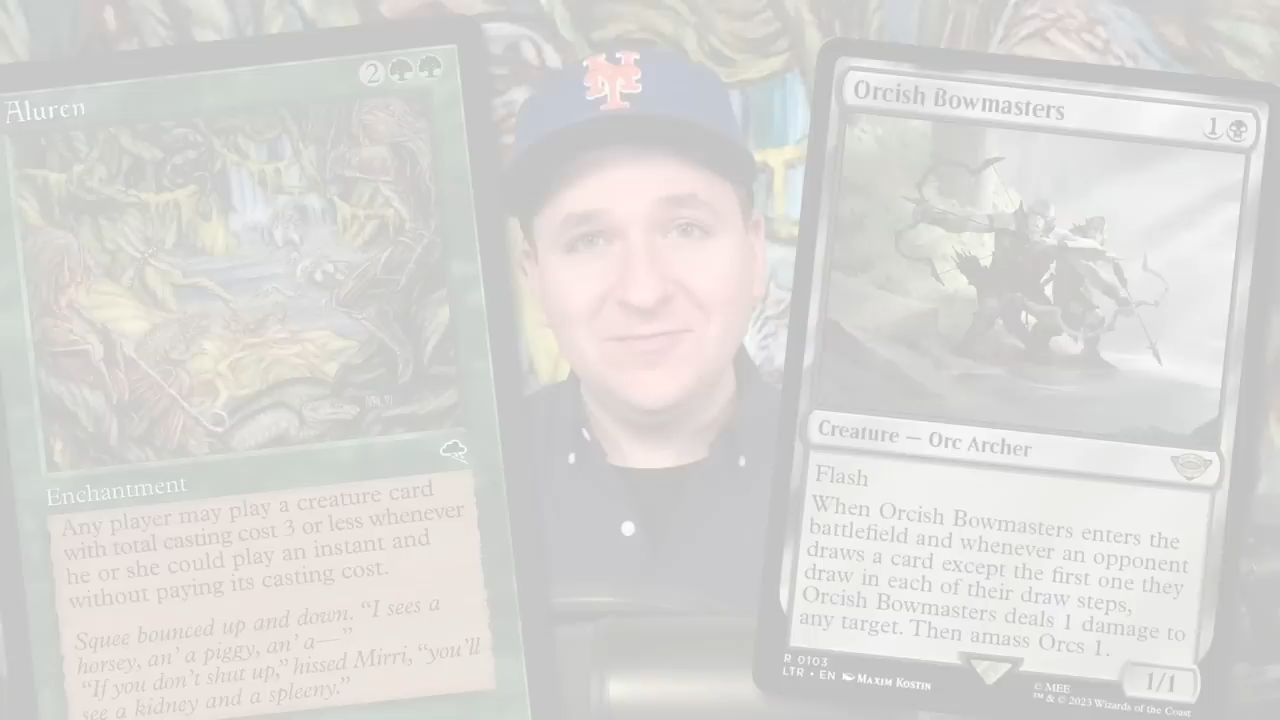 Aluren
2
Enchantment
Any player may play a creature card
with total casting cost 3 or less whenever
he or she could play an instant and
without paying its casting cost.
Squee bounced up and down. “I sees a
horsey, an’ a piggy, an’ a—”
“If you don’t shut up,” hissed Mirri, “you’ll
see a kidney and a spleeny.”
NY
Orcish Bowmasters
1
Creature — Orc Archer
Flash
When Orcish Bowmasters enters the
battlefield and whenever an opponent
draws a card except the first one they
draw in each of their draw steps,
Orcish Bowmasters deals 1 damage to
any target. Then amass Orcs 1.
1/1
R 0103
LTR • EN MAXIM KOSTIN
© MEE
™ & © 2023 Wizards of the Coast